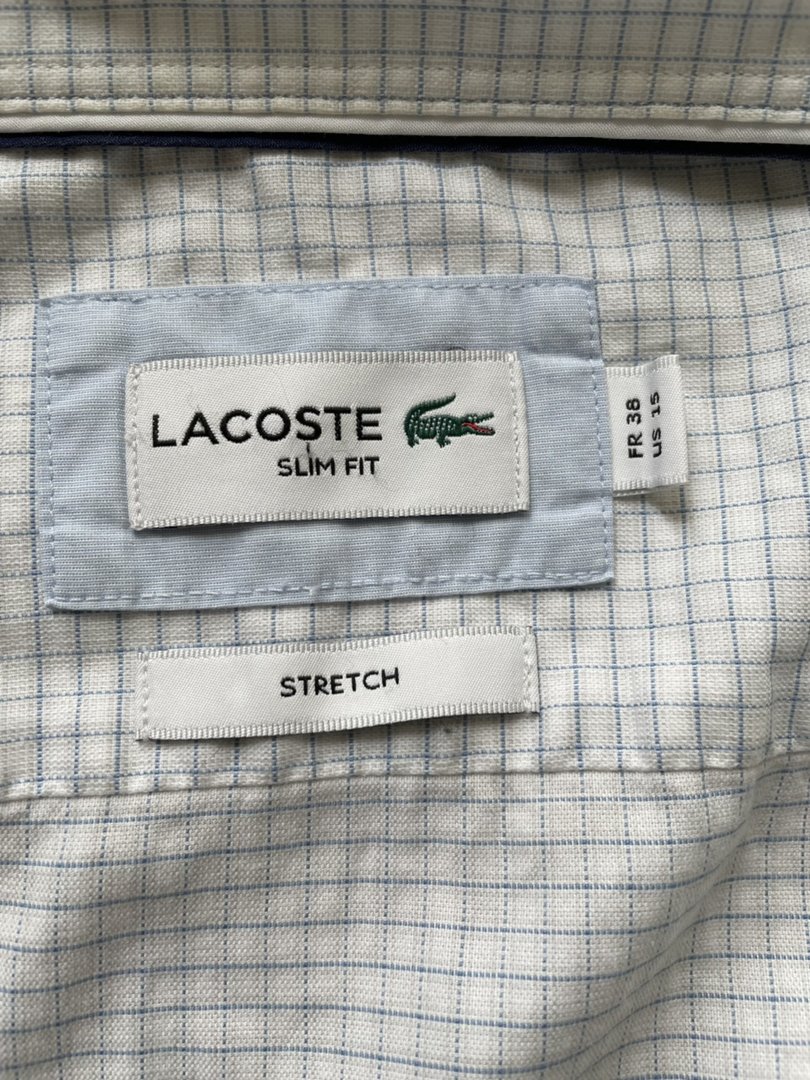 LACOSTE
SLIM FIT
FR 38
US 15
STRETCH